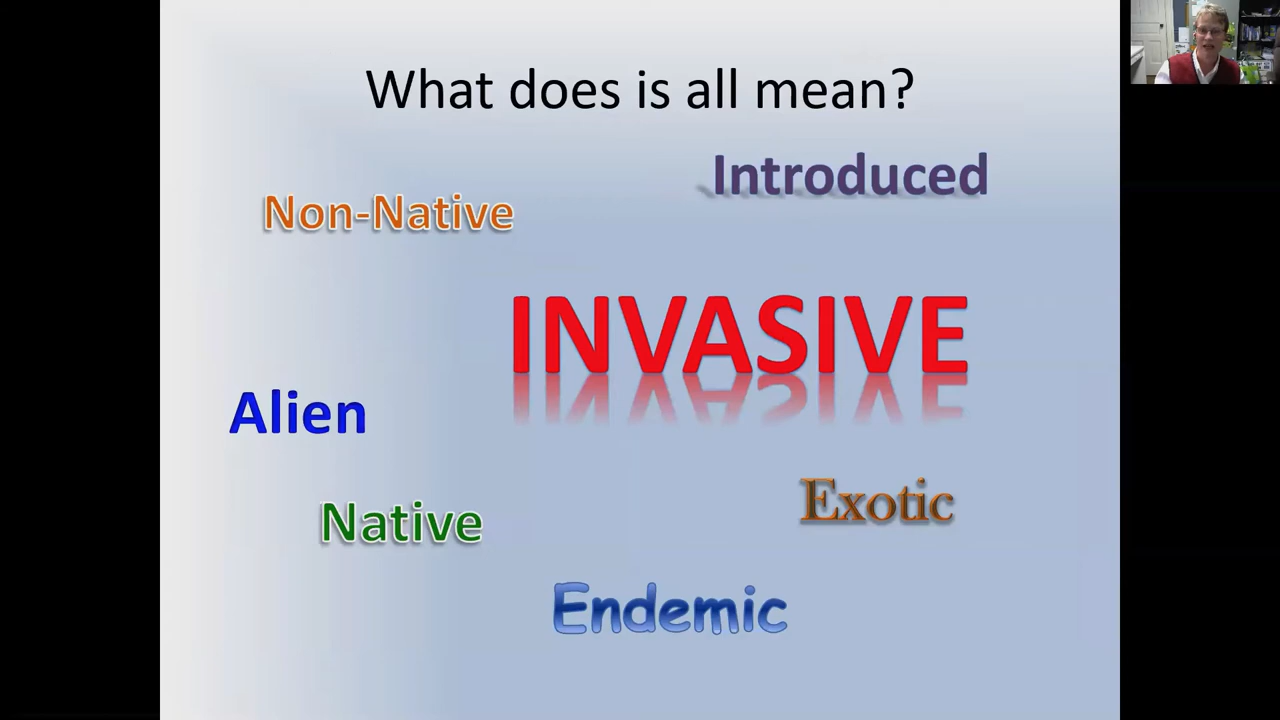 What does is all mean?
Introduced
Non-Native
INVASIVE
Alien
Exotic
Native
Endemic